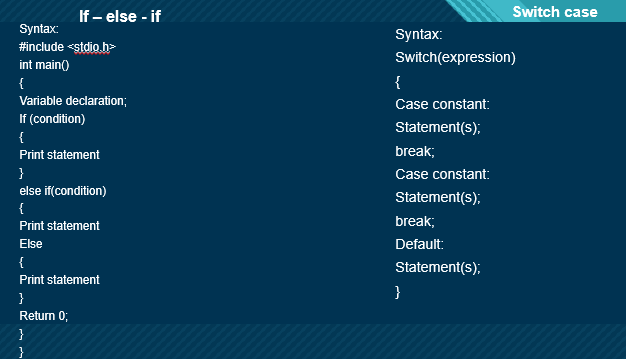 If – else - if
Syntax:
#include <stdio.h>
int main()
{
Variable declaration;
If (condition)
{
Print statement
}
else if(condition)
{
Print statement
Else
{
Print statement
}
Return 0;
}
}
Switch case
Syntax:
Switch(expression)
{
Case constant:
Statement(s);
break;
Case constant:
Statement(s);
break;
Default:
Statement(s);
}